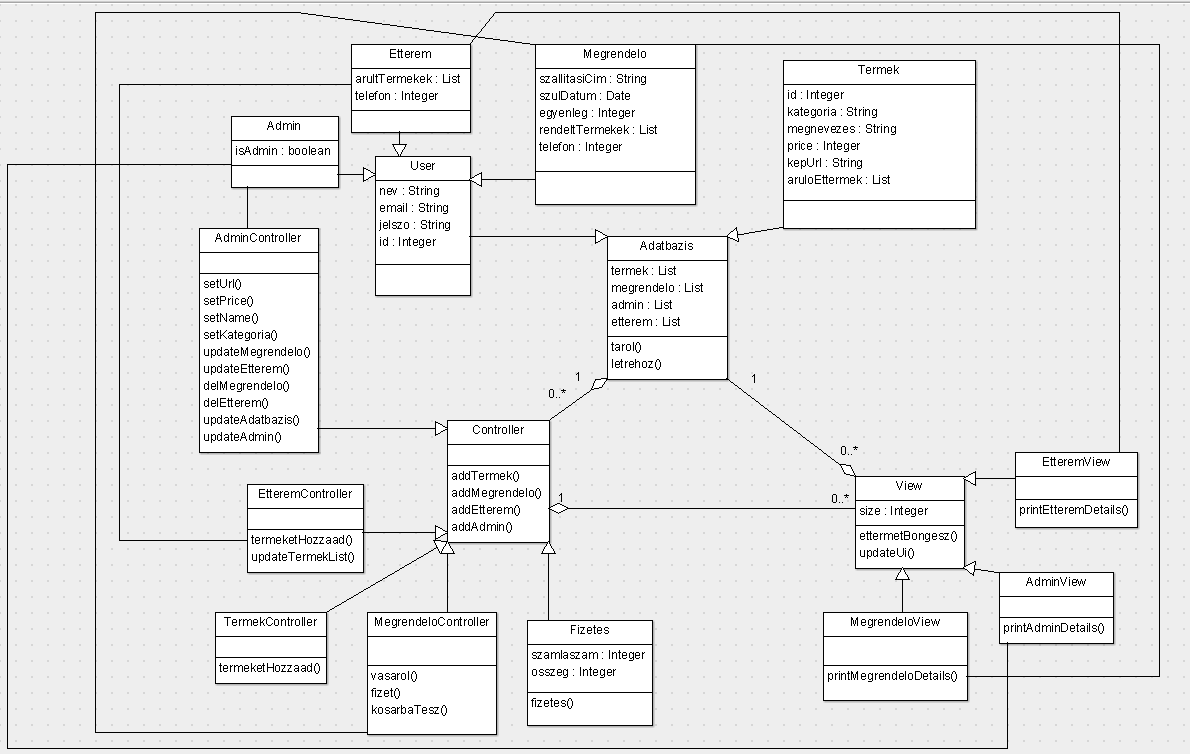 Etterem
arultTermekek : List
telefon : Integer
Megrendelo
szallitasiCim : String
szulDatum : Date
egyenleg : Integer
rendeltTermekek : List
telefon : Integer
Termek
id : Integer
kategoria : String
megnevezes : String
price : Integer
kepUrl : String
aruloEttermek : List
Admin
isAdmin : boolean
User
nev : String
email : String
jelszo : String
id : Integer
AdminController
setUrl()
setPrice()
setName()
setKategoria()
updateMegrendelo()
updateEtterem()
delMegrendelo()
delEtterem()
updateAdatbazis()
updateAdmin()
Adatbazis
termek : List
megrendelo : List
admin : List
etterem : List
tarol()
letrehoz()
1
0..*
1
0..*
Controller
addTermek()
addMegrendelo()
addEtterem()
addAdmin()
1
0..*
View
size : Integer
ettermetBongesz()
updateUi()
EtteremView
printEtteremDetails()
EtteremController
termeketHozzaad()
updateTermekList()
TermekController
termeketHozzaad()
MegrendeloController
vasarol()
fizet()
kosarbaTesz()
Fizetes
szamlaszam : Integer
osszeg : Integer
fizetes()
MegrendeloView
printMegrendeloDetails()
AdminView
printAdminDetails()